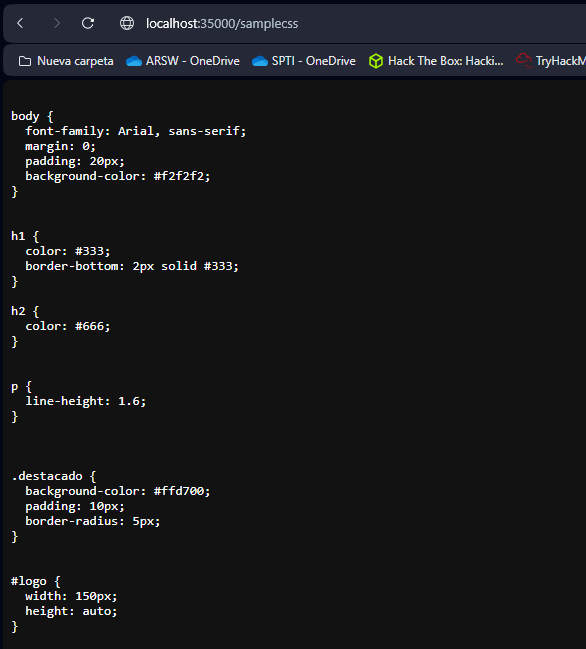 localhost:35000/samplecss
Nueva carpeta ARSW - OneDrive SPTI - OneDrive Hack The Box: Hacki... TryHackM
body {
  font-family: Arial, sans-serif;
  margin: 0;
  padding: 20px;
  background-color: #f2f2f2;
}
h1 {
  color: #333;
  border-bottom: 2px solid #333;
}
h2 {
  color: #666;
}
p {
  line-height: 1.6;
}
.destacado {
  background-color: #ffd700;
  padding: 10px;
  border-radius: 5px;
}
#logo {
  width: 150px;
  height: auto;
}